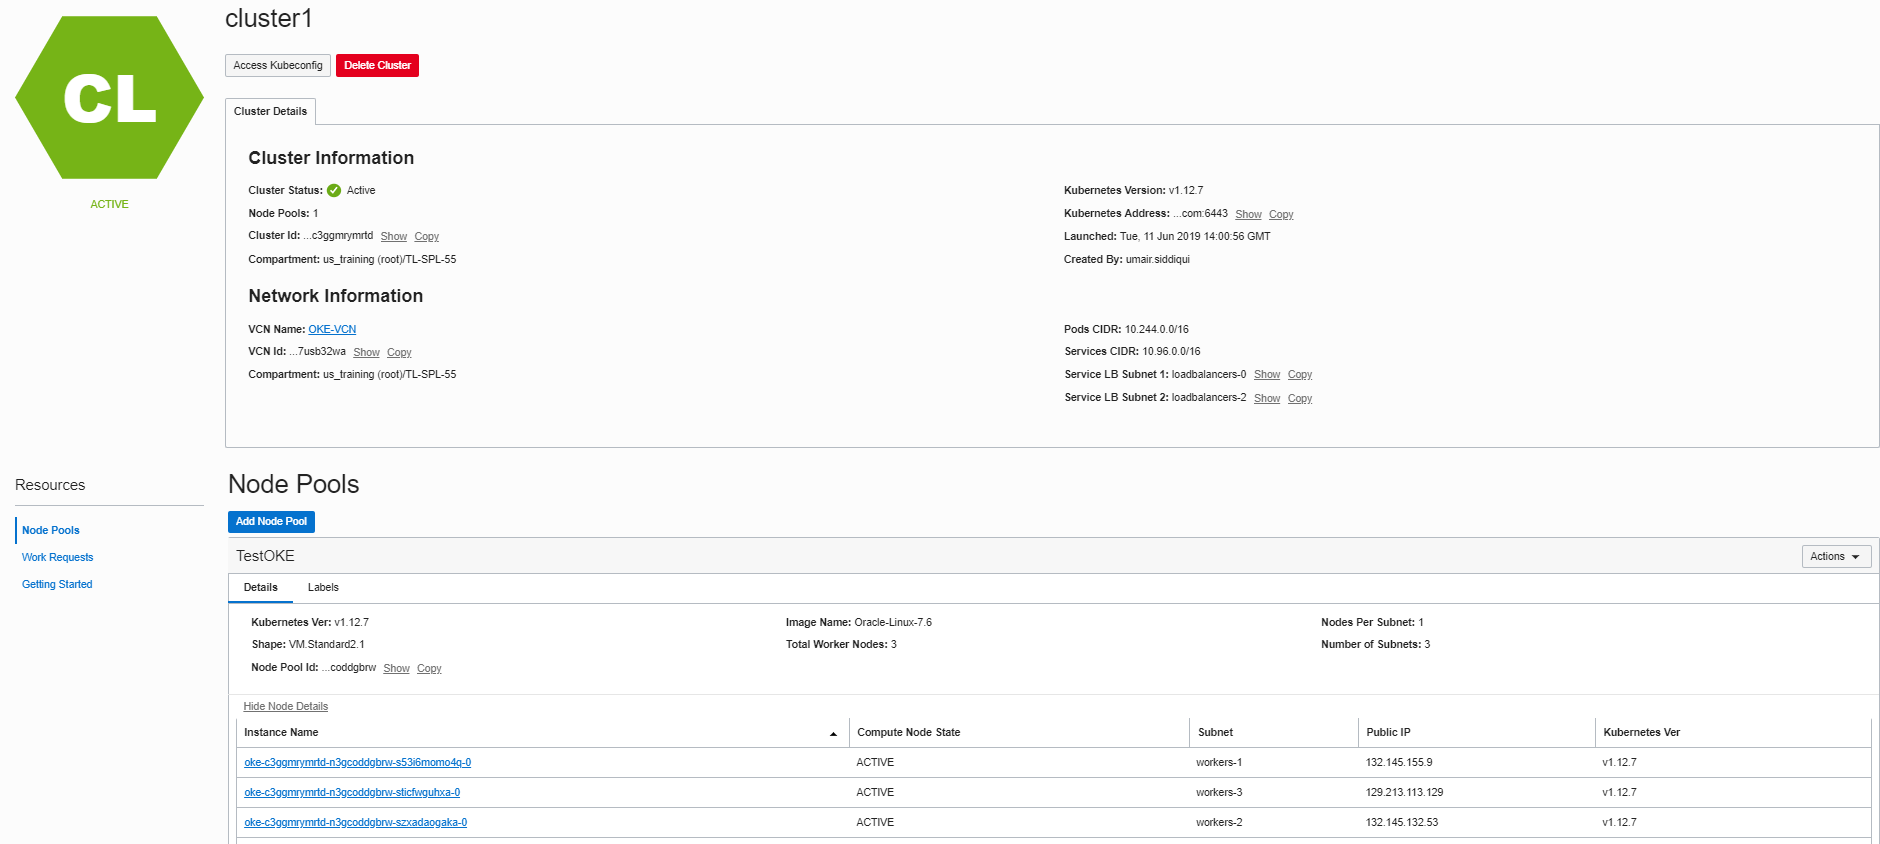 cluster1
CL
ACTIVE
Access Kubeconfig Delete Cluster
Cluster Details
Cluster Information
Cluster Status: Active
Node Pools: 1
Cluster Id: ...c3ggmrymrtd Show Copy
Compartment: us_training (root)/TL-SPL-55
Kubernetes Version: v1.12.7
Kubernetes Address: ...com:6443 Show Copy
Launched: Tue, 11 Jun 2019 14:00:56 GMT
Created By: umair.siddiqui
Network Information
VCN Name: OKE-VCN
VCN Id: ...7usb32wa Show Copy
Compartment: us_training (root)/TL-SPL-55
Pods CIDR: 10.244.0.0/16
Services CIDR: 10.96.0.0/16
Service LB Subnet 1: loadbalancers-0 Show Copy
Service LB Subnet 2: loadbalancers-2 Show Copy
Resources
Node Pools
Work Requests
Getting Started
Node Pools
Add Node Pool
TestOKE Actions
Details Labels
Kubernetes Ver: v1.12.7 Image Name: Oracle-Linux-7.6 Nodes Per Subnet: 1
Shape: VM.Standard2.1 Total Worker Nodes: 3 Number of Subnets: 3
Node Pool Id: ...coddgbrw Show Copy
Hide Node Details
Instance Name Compute Node State Subnet Public IP Kubernetes Ver
oke-c3ggmrymrtd-n3gcoddgbrw-s53i6momo4q-0 ACTIVE workers-1 132.145.155.9 v1.12.7
oke-c3ggmrymrtd-n3gcoddgbrw-sticfwguhxa-0 ACTIVE workers-3 129.213.113.129 v1.12.7
oke-c3ggmrymrtd-n3gcoddgbrw-szxadaogaka-0 ACTIVE workers-2 132.145.132.53 v1.12.7